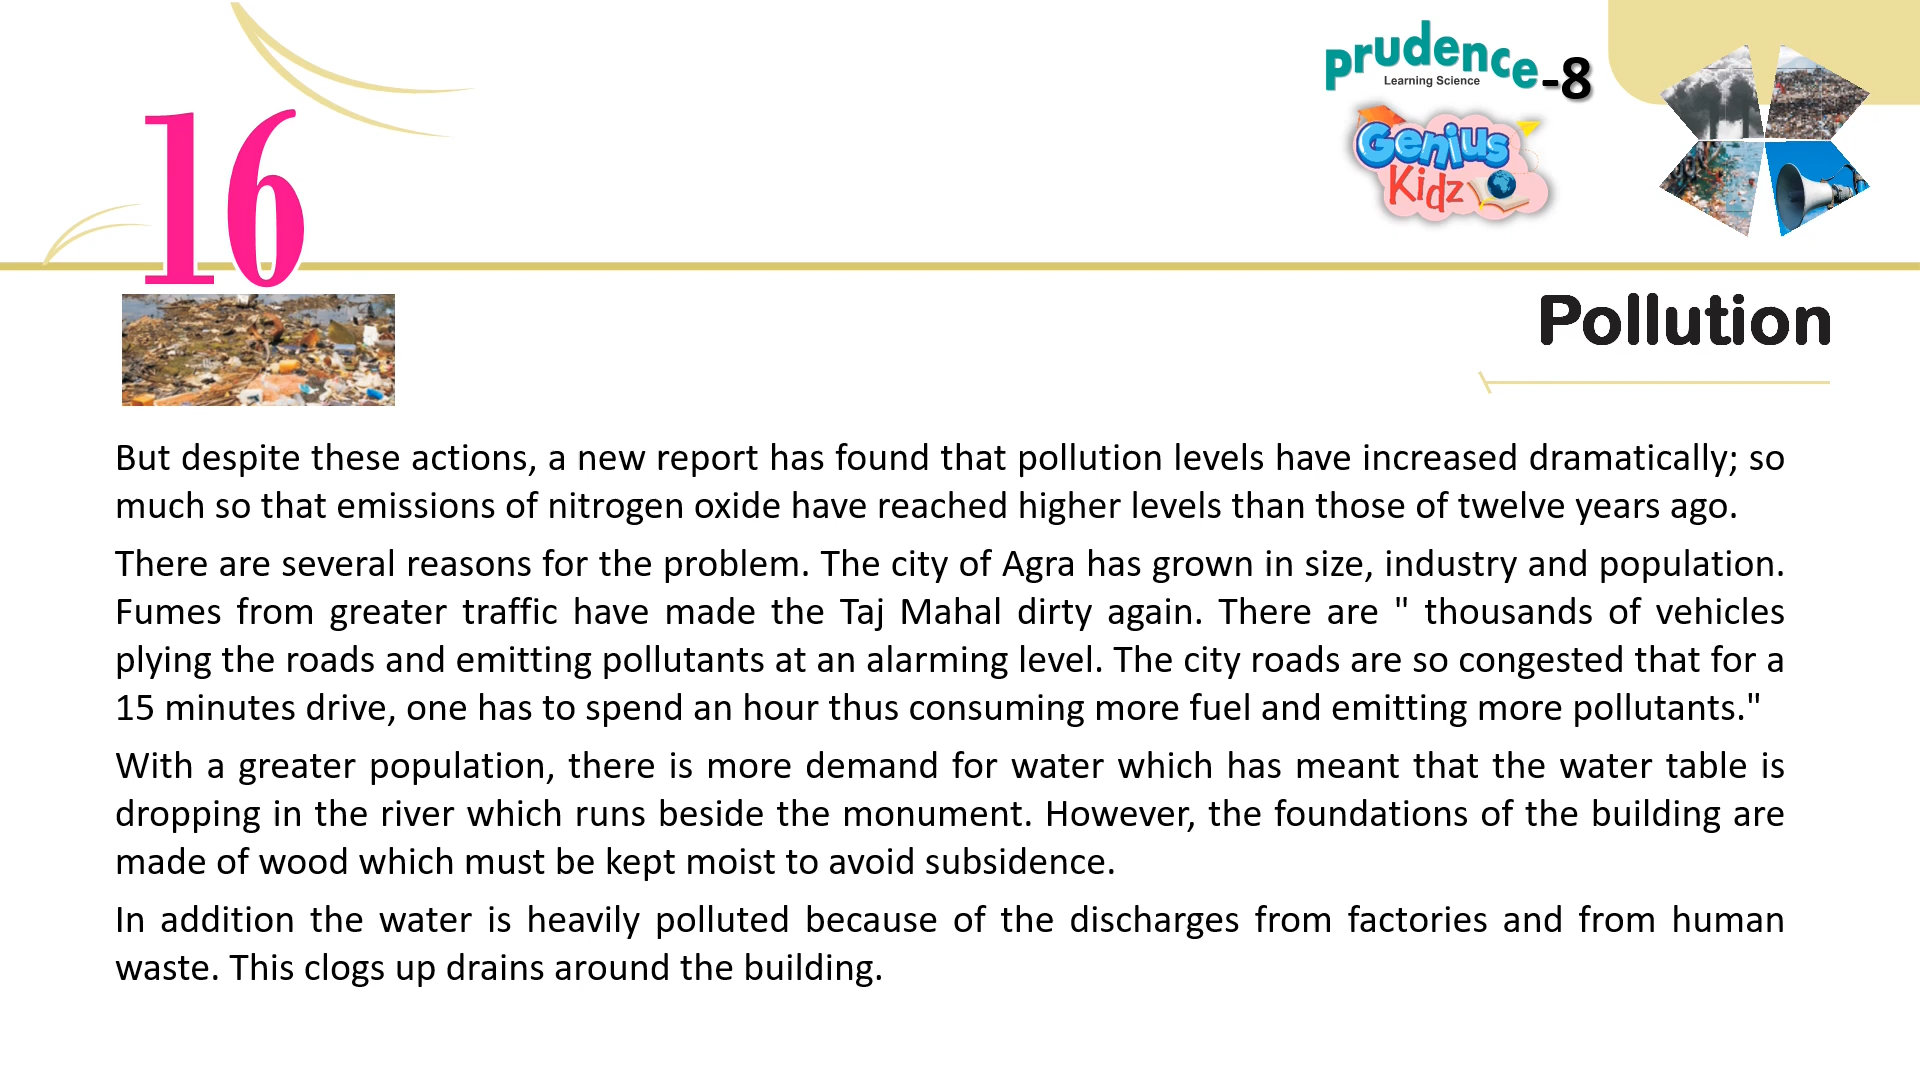 prudence-8
Learning Science
Genius
Kidz
16
Pollution
But despite these actions, a new report has found that pollution levels have increased dramatically; so
much so that emissions of nitrogen oxide have reached higher levels than those of twelve years ago.
There are several reasons for the problem. The city of Agra has grown in size, industry and population.
Fumes from greater traffic have made the Taj Mahal dirty again. There are " thousands of vehicles
plying the roads and emitting pollutants at an alarming level. The city roads are so congested that for a
15 minutes drive, one has to spend an hour thus consuming more fuel and emitting more pollutants."
With a greater population, there is more demand for water which has meant that the water table is
dropping in the river which runs beside the monument. However, the foundations of the building are
made of wood which must be kept moist to avoid subsidence.
In addition the water is heavily polluted because of the discharges from factories and from human
waste. This clogs up drains around the building.